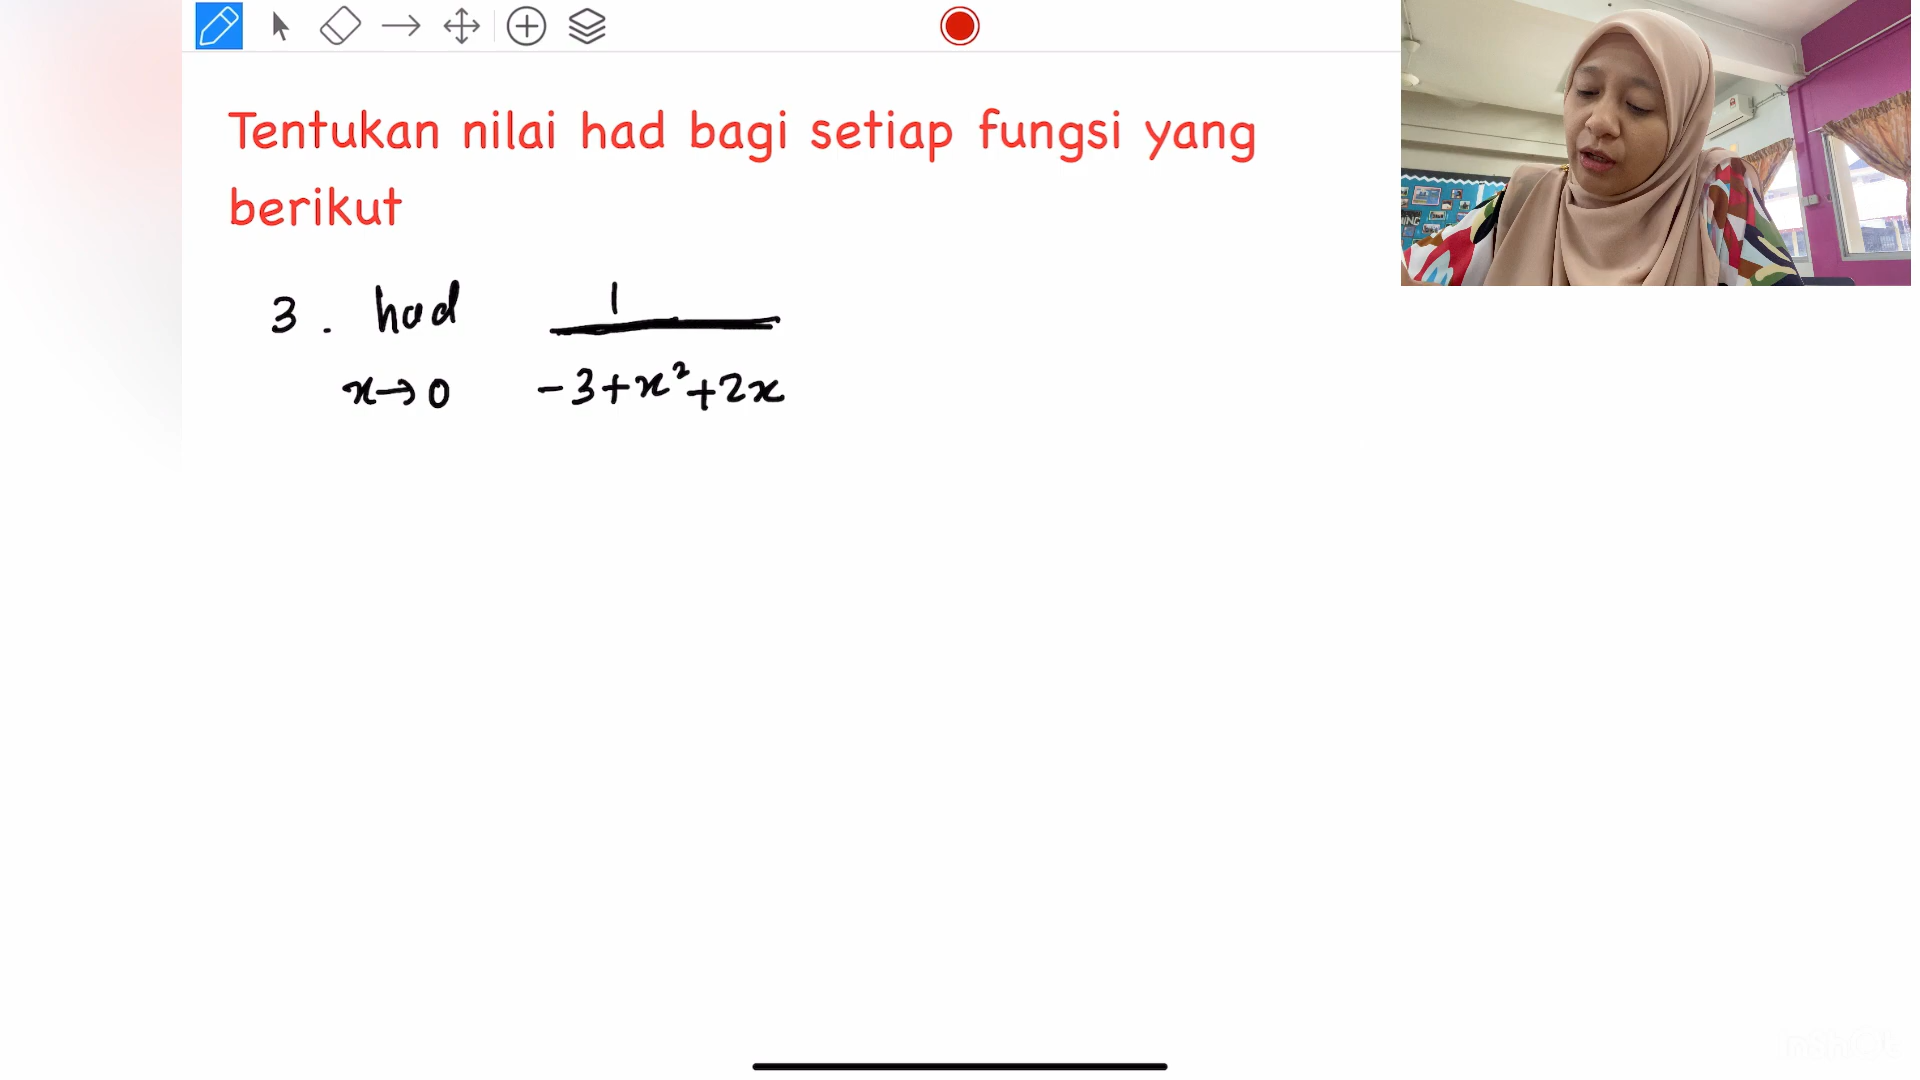 Tentukan nilai had bagi setiap fungsi yang
berikut
3. had 1
x→0 -3+x²+2x